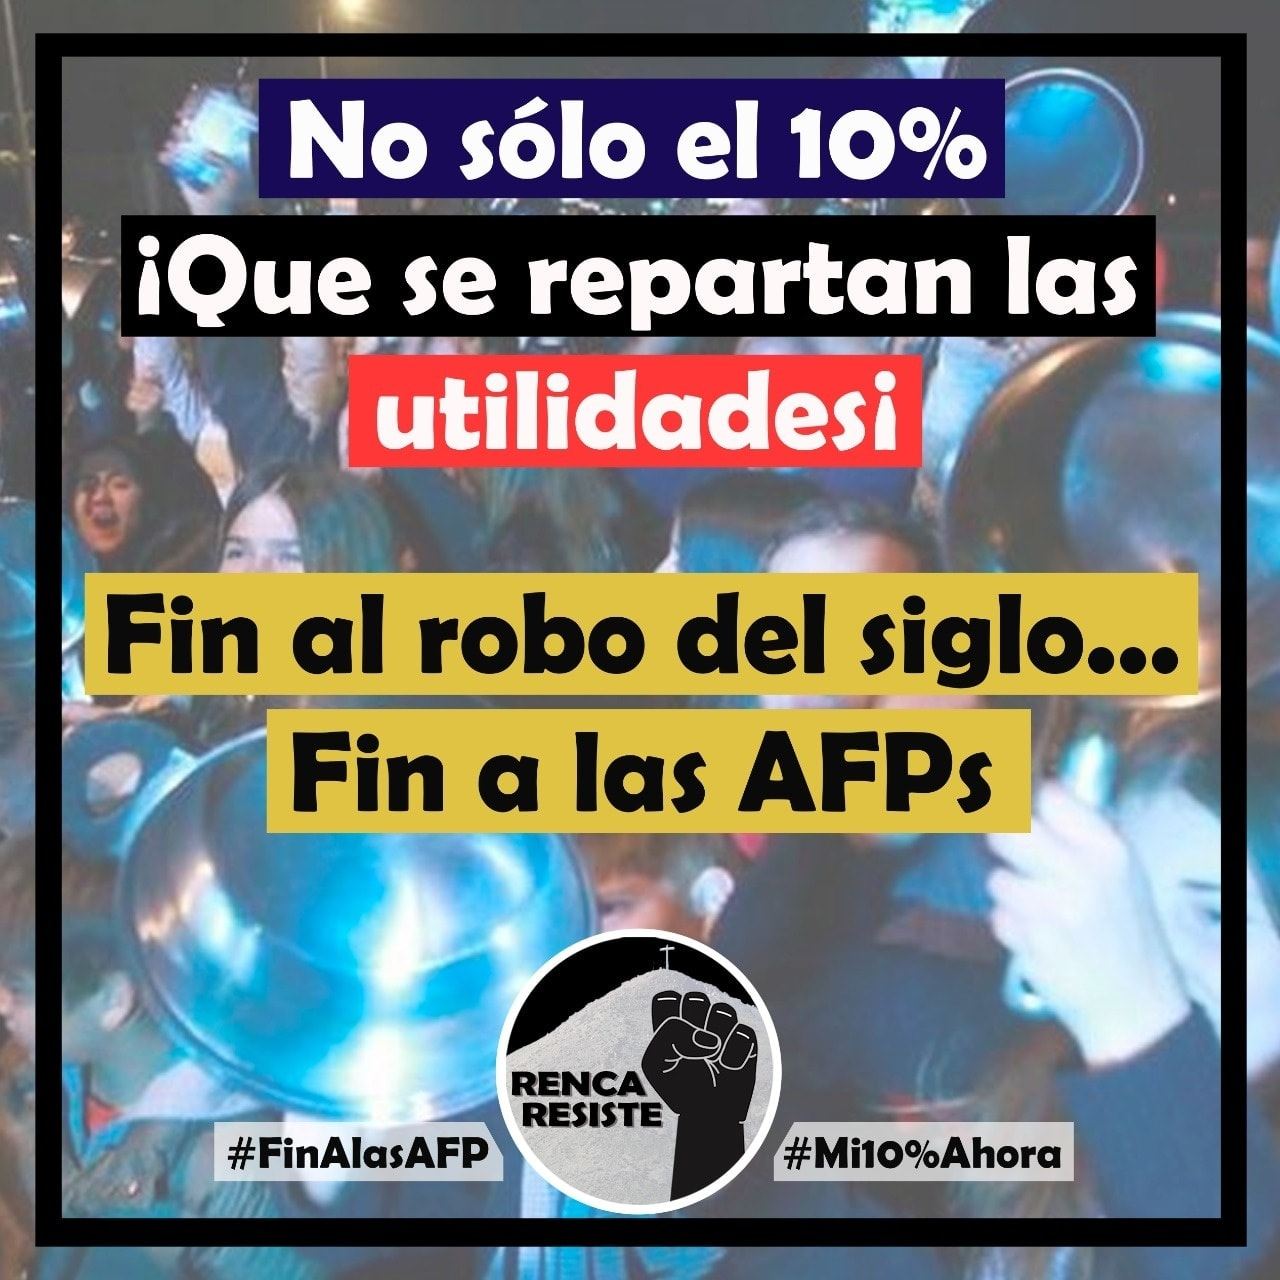 No sólo el 10%
¡Que se repartan las
utilidades¡
Fin al robo del siglo...
Fin a las AFPs
RENCA
RESISTE
#FinAlasAFP
#Mi10%Ahora